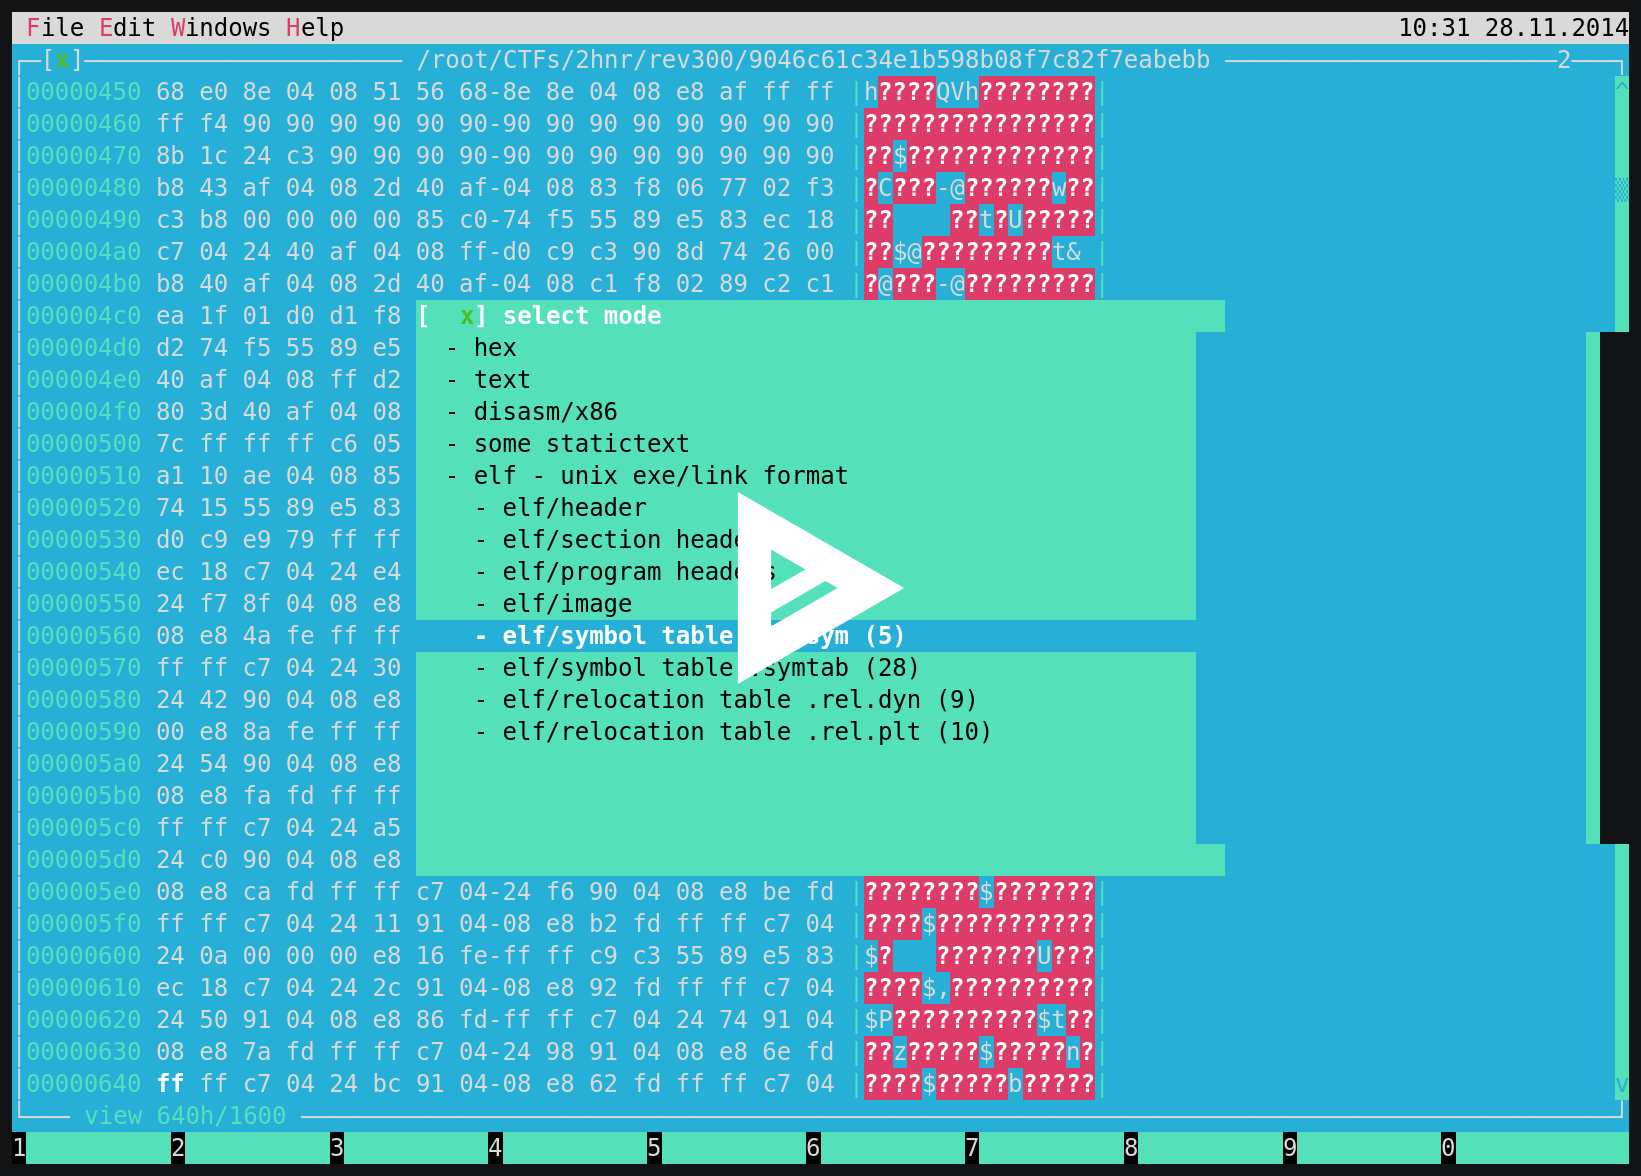 File Edit Windows Help 10:31 28.11.2014
[x] /root/CTFs/2hnr/rev300/9046c61c34e1b598b08f7c82f7eabebb 2
00000450 68 e0 8e 04 08 51 56 68-8e 8e 04 08 e8 af ff ff |h????QVh????????| ^
00000460 ff f4 90 90 90 90 90 90-90 90 90 90 90 90 90 90 |????????????????|
00000470 8b 1c 24 c3 90 90 90 90-90 90 90 90 90 90 90 90 |??$?????????????|
00000480 b8 43 af 04 08 2d 40 af-04 08 83 f8 06 77 02 f3 |?C???-@??????w??|
00000490 c3 b8 00 00 00 00 85 c0-74 f5 55 89 e5 83 ec 18 |??    ??t?U?????|
000004a0 c7 04 24 40 af 04 08 ff-d0 c9 c3 90 8d 74 26 00 |??$@?????????t& |
000004b0 b8 40 af 04 08 2d 40 af-04 08 c1 f8 02 89 c2 c1 |?@???-@?????????|
000004c0 ea 1f 01 d0 d1 f8 [  x] select mode
000004d0 d2 74 f5 55 89 e5 - hex
000004e0 40 af 04 08 ff d2 - text
000004f0 80 3d 40 af 04 08 - disasm/x86
00000500 7c ff ff ff c6 05 - some statictext
00000510 a1 10 ae 04 08 85 - elf - unix exe/link format
00000520 74 15 55 89 e5 83 - elf/header
00000530 d0 c9 e9 79 ff ff - elf/section
00000540 ec 18 c7 04 24 e4 - elf/program headers
00000550 24 f7 8f 04 08 e8 - elf/image
00000560 08 e8 4a fe ff ff - elf/symbol table (5)
00000570 ff ff c7 04 24 30 - elf/symbol table .symtab (28)
00000580 24 42 90 04 08 e8 - elf/relocation table .rel.dyn (9)
00000590 00 e8 8a fe ff ff - elf/relocation table .rel.plt (10)
000005a0 24 54 90 04 08 e8
000005b0 08 e8 fa fd ff ff
000005c0 ff ff c7 04 24 a5
000005d0 24 c0 90 04 08 e8
000005e0 08 e8 ca fd ff ff c7 04-24 f6 90 04 08 e8 be fd |????????$???????|
000005f0 ff ff c7 04 24 11 91 04-08 e8 b2 fd ff ff c7 04 |????$???????????|
00000600 24 0a 00 00 00 e8 16 fe-ff ff c9 c3 55 89 e5 83 |$?   ???????U???|
00000610 ec 18 c7 04 24 2c 91 04-08 e8 92 fd ff ff c7 04 |????$,??????????|
00000620 24 50 91 04 08 e8 86 fd-ff ff c7 04 24 74 91 04 |$P??????????$t??|
00000630 08 e8 7a fd ff ff c7 04-24 98 91 04 08 e8 6e fd |??z?????$?????n?|
00000640 ff ff c7 04 24 bc 91 04-08 e8 62 fd ff ff c7 04 |????$?????b?????| v
view 640h/1600
1 2 3 4 5 6 7 8 9 0